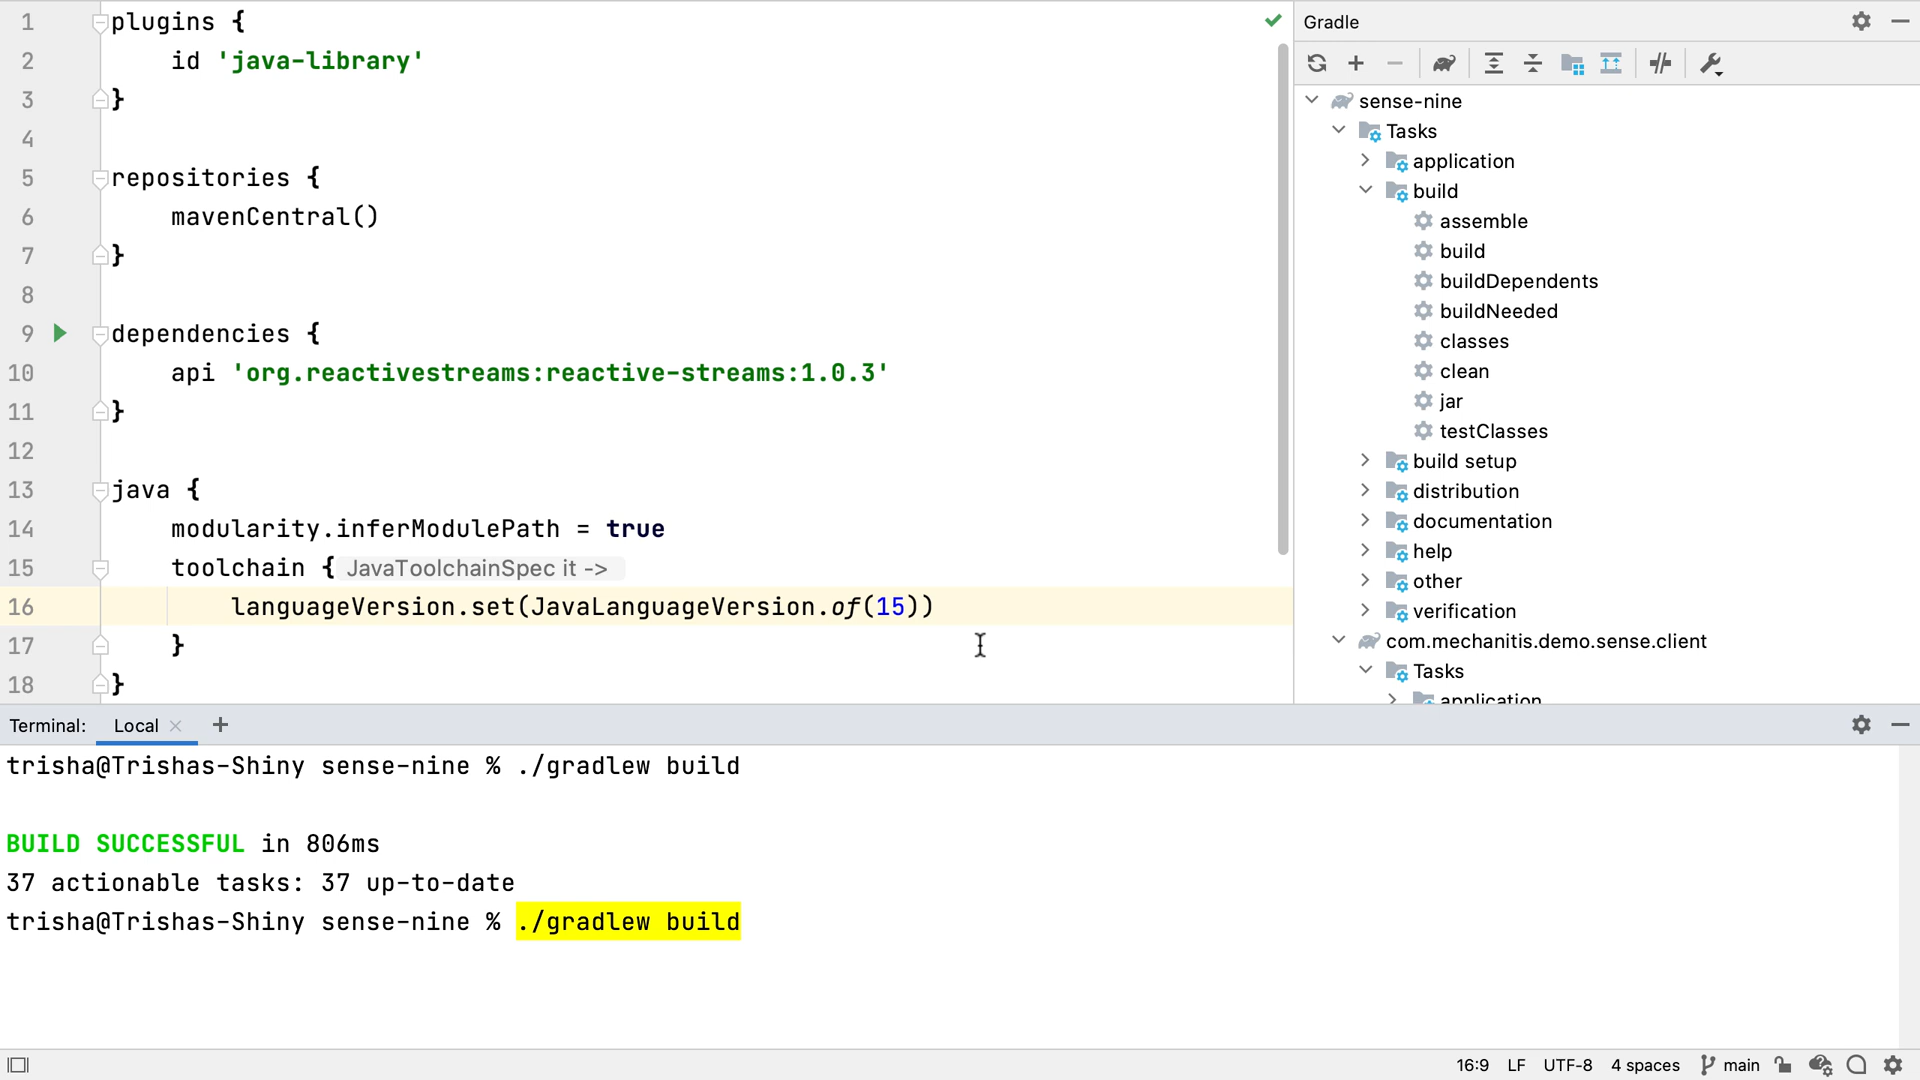 1 plugins {
2 id 'java-library'
3 }
4
5 repositories {
6 mavenCentral()
7 }
8
9 dependencies {
10 api 'org.reactivestreams:reactive-streams:1.0.3'
11 }
12
13 java {
14 modularity.inferModulePath = true
15 toolchain { JavaToolchainSpec it ->
16 languageVersion.set(JavaLanguageVersion.of(15))
17 }
18 }
Gradle
sense-nine
Tasks
application
build
assemble
build
buildDependents
buildNeeded
classes
clean
jar
testClasses
build setup
distribution
documentation
help
other
verification
com.mechanitis.demo.sense.client
Tasks
application
Terminal: Local
trisha@Trishas-Shiny sense-nine % ./gradlew build
BUILD SUCCESSFUL in 806ms
37 actionable tasks: 37 up-to-date
trisha@Trishas-Shiny sense-nine % ./gradlew build
16:9 LF UTF-8 4 spaces main